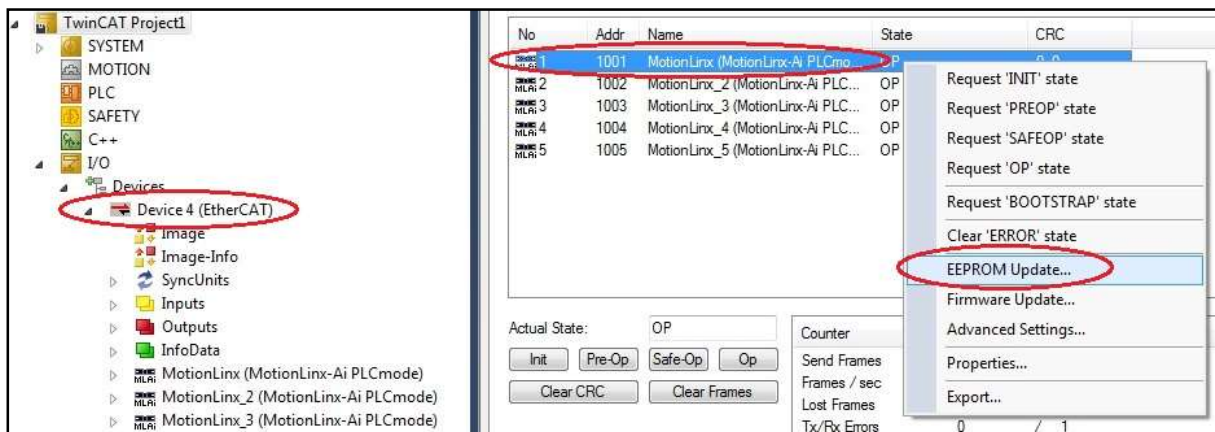 TwinCAT Project1
SYSTEM
MOTION
PLC
SAFETY
C++
I/O
Devices
Device 4 (EtherCAT)
Image
Image-Info
SyncUnits
Inputs
Outputs
InfoData
MotionLinx (MotionLinx-Ai PLCmode)
MotionLinx_2 (MotionLinx-Ai PLCmode)
MotionLinx_3 (MotionLinx-Ai PLCmode)
No Addr Name State CRC
1 1001 MotionLinx (MotionLinx-Ai PLCmo... OP 0, 0
2 1002 MotionLinx_2 (MotionLinx-Ai PLC... OP
3 1003 MotionLinx_3 (MotionLinx-Ai PLC... OP
4 1004 MotionLinx_4 (MotionLinx-Ai PLC... OP
5 1005 MotionLinx_5 (MotionLinx-Ai PLC... OP
Request 'INIT' state
Request 'PREOP' state
Request 'SAFEOP' state
Request 'OP' state
Request 'BOOTSTRAP' state
Clear 'ERROR' state
EEPROM Update...
Firmware Update...
Advanced Settings...
Properties...
Export...
Actual State: OP
Init Pre-Op Safe-Op Op
Clear CRC Clear Frames
Counter
Send Frames
Frames / sec
Lost Frames
Tx/Rx Errors 0 / 1